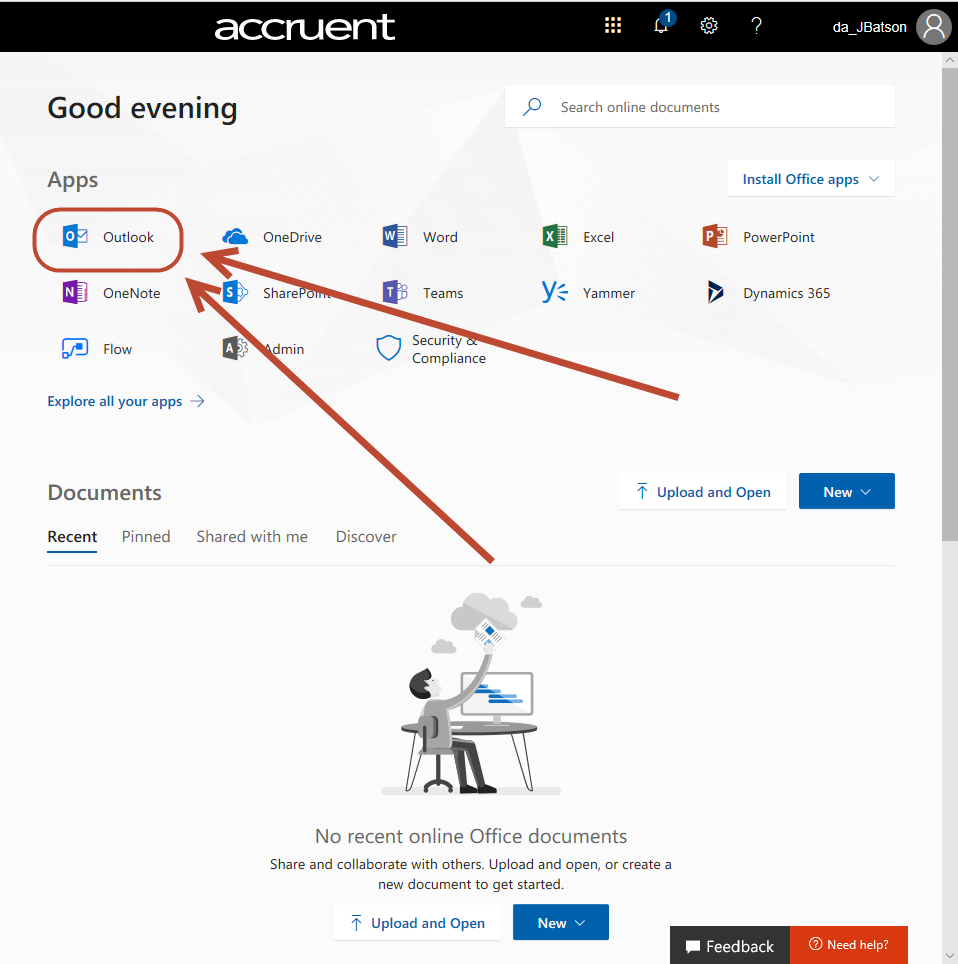 accruent
1
?
da_JBatson
Good evening
Search online documents
Apps
Install Office apps
Outlook
OneDrive
Word
Excel
PowerPoint
OneNote
SharePoint
Teams
Yammer
Dynamics 365
Flow
Admin
Security &
Compliance
Explore all your apps
Documents
Upload and Open
New
Recent
Pinned
Shared with me
Discover
No recent online Office documents
Share and collaborate with others. Upload and open, or create a
new document to get started.
Upload and Open
New
Feedback
Need help?